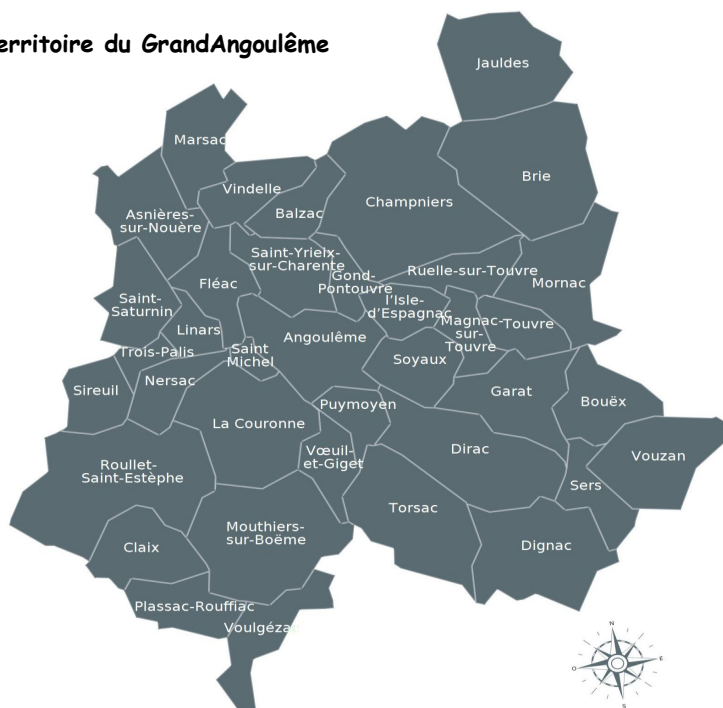 erritoire du GrandAngoulême
Jauldes
Marsac
Brie
Vindelle
Champniers
Balzac
Asnières-
sur-Nouère
Saint-Yrieix-
sur-Charente
Ruelle-sur-Touvre
Gond-
Pontouvre
Fléac
Mornac
Saint-
Saturnin
l'Isle-
d'Espagnac
Magnac-
sur-
Touvre
Touvre
Linars
Angoulême
Saint
Michel
Trois-Palis
Soyaux
Nersac
Sireuil
Garat
Bouëx
Puymoyen
La Couronne
Vœuil-
et-Giget
Dirac
Vouzan
Roullet-
Saint-Estèphe
Sers
Torsac
Mouthiers-
sur-Boëme
Claix
Dignac
Plassac-Rouffiac
Voulgéza
N
O
E
S